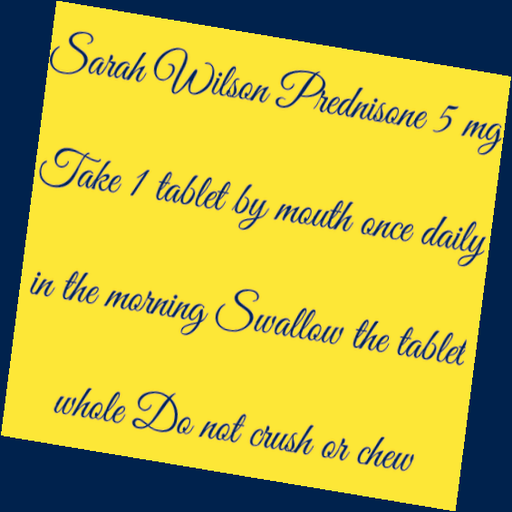 Sarah Wilson Prednisone 5 mg
Take 1 tablet by mouth once daily
in the morning Swallow the tablet
whole Do not crush or chew